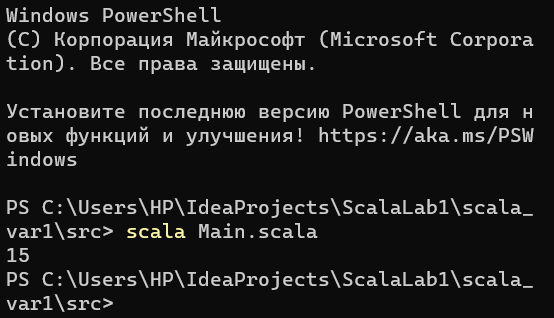 Windows PowerShell
(C) Корпорация Майкрософт (Microsoft Corpora
tion). Все права защищены.
Установите последнюю версию PowerShell для н
овых функций и улучшения! https://aka.ms/PSW
indows
PS C:\Users\HP\IdeaProjects\ScalaLab1\scala_
var1\src> scala Main.scala
15
PS C:\Users\HP\IdeaProjects\ScalaLab1\scala_
var1\src>